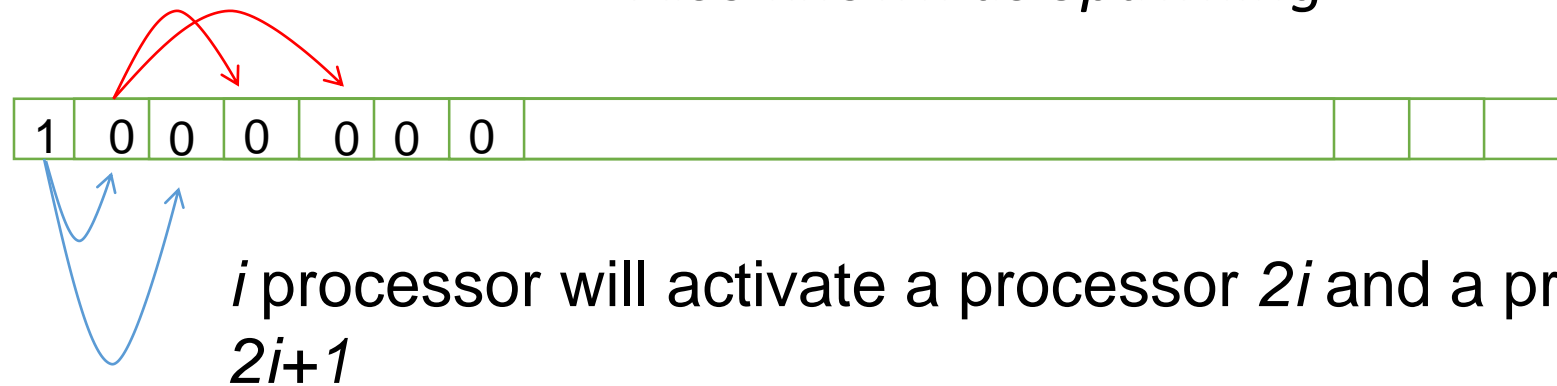 1 0 0 0 0 0 0
i processor will activate a processor 2i and a pr
2i+1